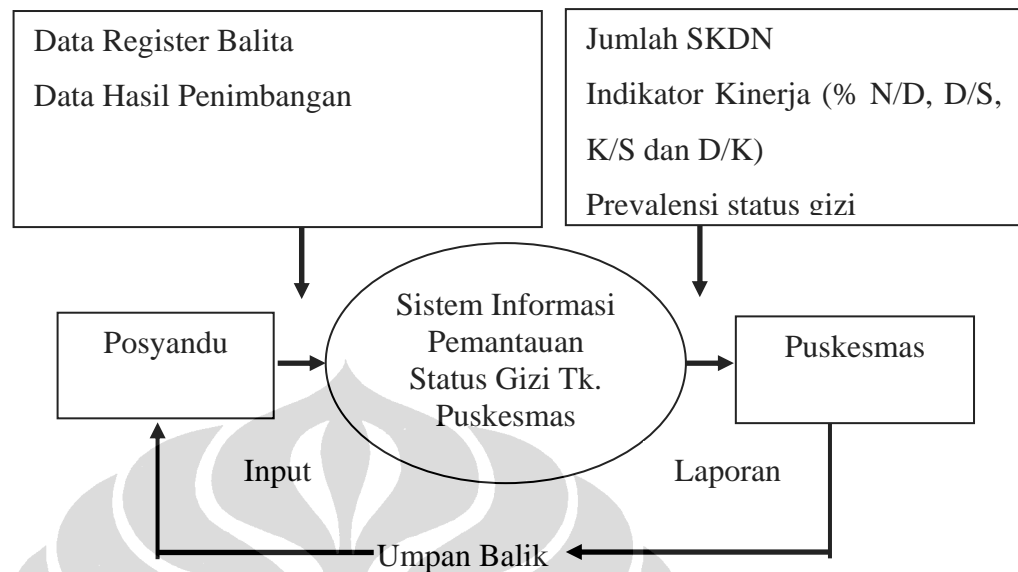 Data Register Balita
Data Hasil Penimbangan
Jumlah SKDN
Indikator Kinerja (% N/D, D/S,
K/S dan D/K)
Prevalensi status gizi
Posyandu
Sistem Informasi
Pemantauan
Status Gizi Tk.
Puskesmas
Puskesmas
Input
Laporan
Umpan Balik